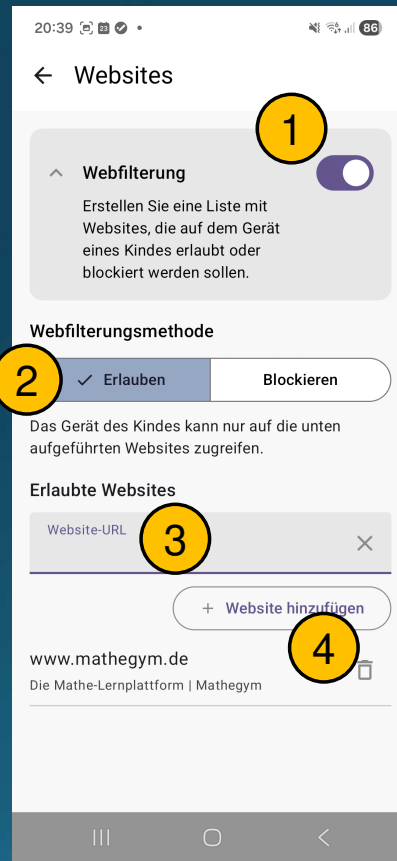 20:39 23
86
Websites
1
Webfilterung
Erstellen Sie eine Liste mit
Websites, die auf dem Gerät
eines Kindes erlaubt oder
blockiert werden sollen.
Webfilterungsmethode
2
Erlauben
Blockieren
Das Gerät des Kindes kann nur auf die unten
aufgeführten Websites zugreifen.
Erlaubte Websites
Website-URL
3
+ Website hinzufügen
4
www.mathegym.de
Die Mathe-Lernplattform | Mathegym